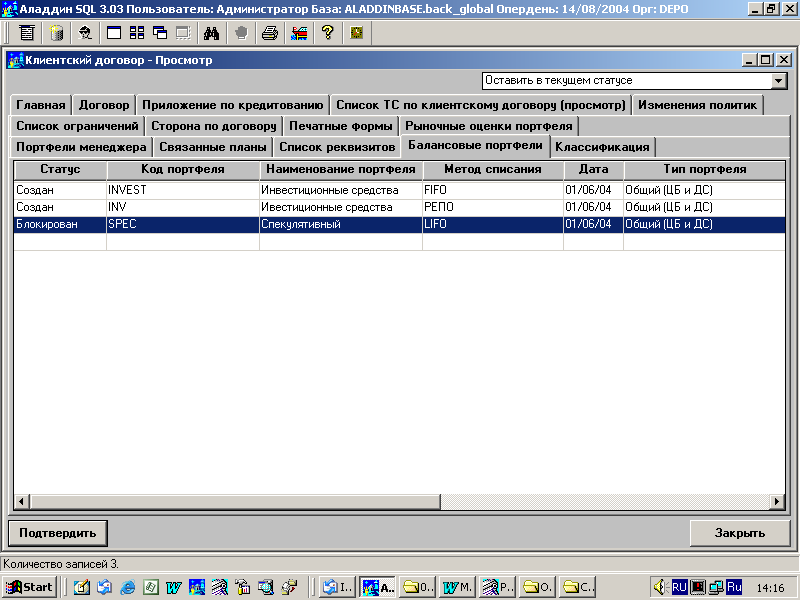 Аладдин SQL 3.03 Пользователь: Администратор База: ALADDINBASE.back_global Опердень: 14/08/2004 Орг: DEPO
Клиентский договор - Просмотр
Оставить в текущем статусе
Главная Договор Приложение по кредитованию Список ТС по клиентскому договору (просмотр) Изменения политик
Список ограничений Сторона по договору Печатные формы Рыночные оценки портфеля
Портфели менеджера Связанные планы Список реквизитов Балансовые портфели Классификация
Статус Код портфеля Наименование портфеля Метод списания Дата Тип портфеля
Создан INVEST Инвестиционные средства FIFO 01/06/04 Общий (ЦБ и ДС)
Создан INV Ивестиционные средства РЕПО 01/06/04 Общий (ЦБ и ДС)
Блокирован SPEC Спекулятивный LIFO 01/06/04 Общий (ЦБ и ДС)
Подтвердить Закрыть
Количество записей 3.
Start I.. A.. 0.. M.. P.. O.. C.. RU Ru 14:16